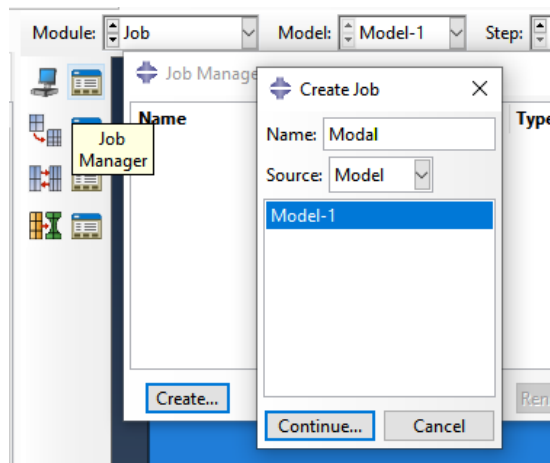 Module: Job Model: Model-1 Step:
Job Manage
Create Job
Name Type
Job
Manager
Name: Modal
Source: Model
Model-1
Create... Ren
Continue... Cancel